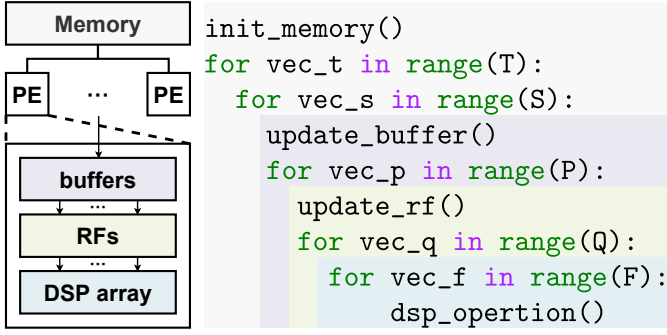 Memory
PE ... PE
buffers
...
RFs
...
DSP array
init_memory()
for vec_t in range(T):
for vec_s in range(S):
update_buffer()
for vec_p in range(P):
update_rf()
for vec_q in range(Q):
for vec_f in range(F):
dsp_opertion()